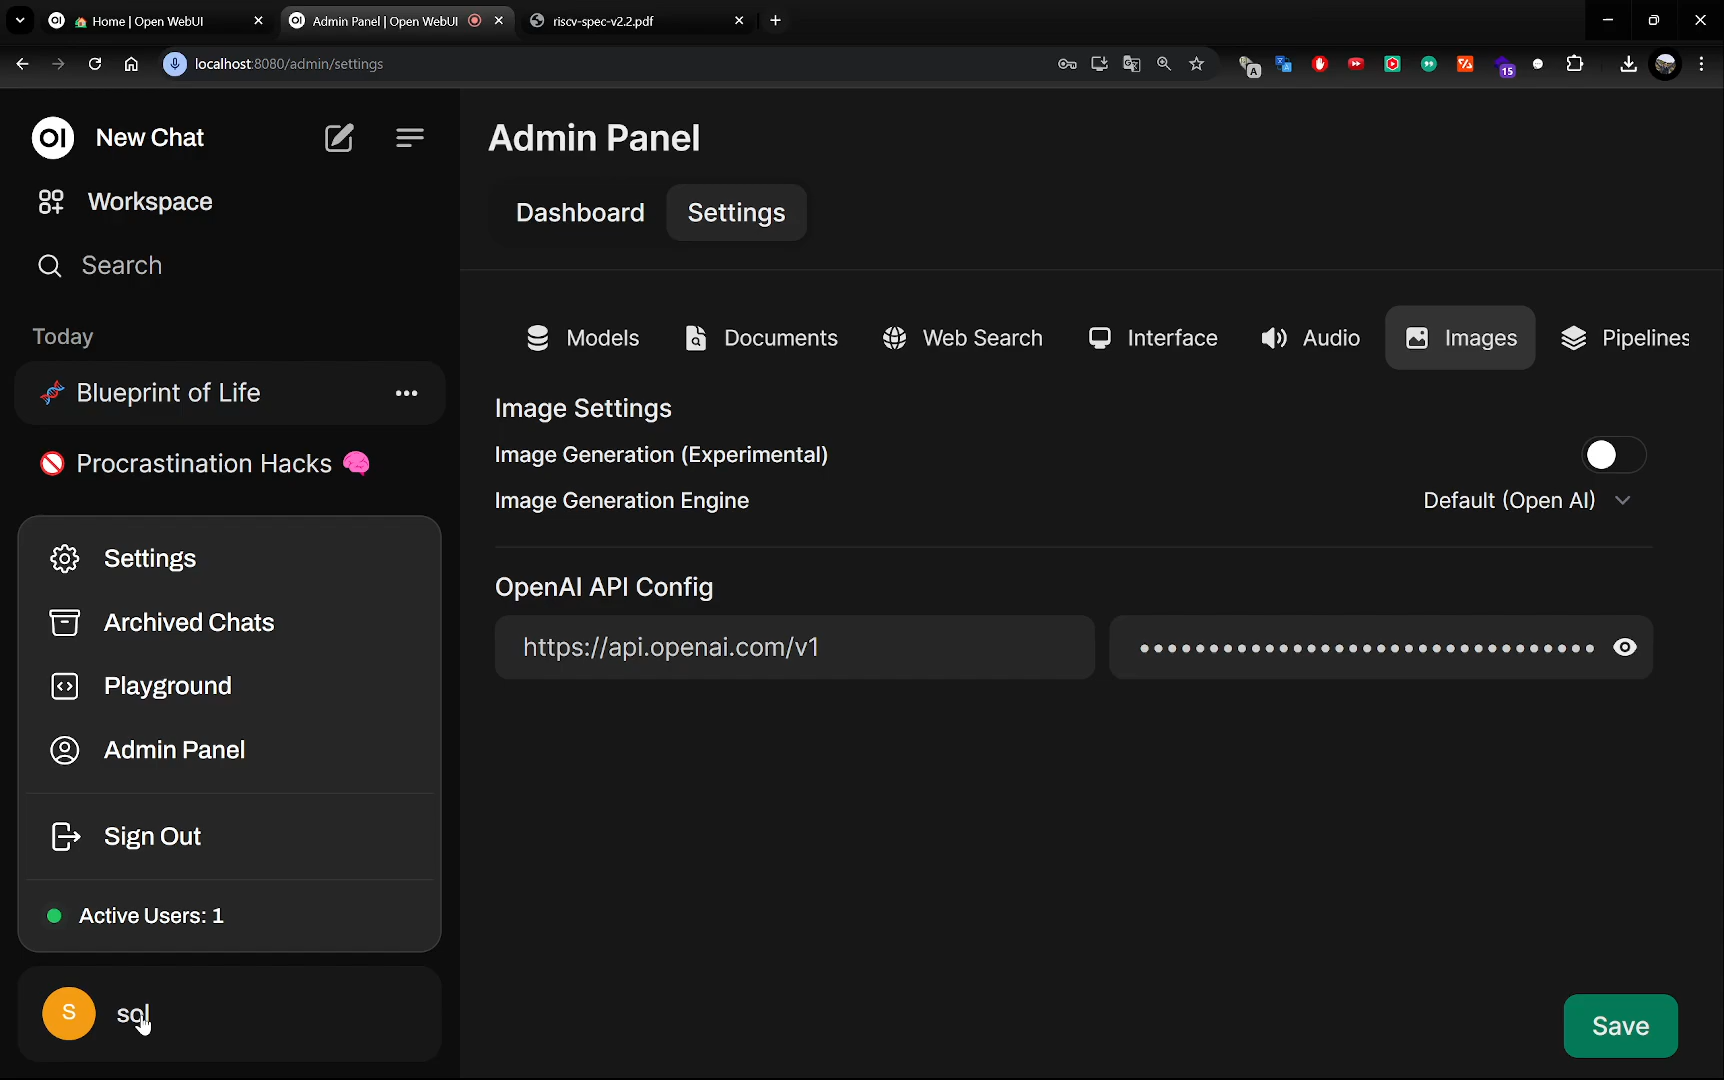 Home | Open WebUI
Admin Panel | Open WebUI
riscv-spec-v2.2.pdf
localhost:8080/admin/settings
A
15
OI New Chat
Workspace
Search
Today
Blueprint of Life
Procrastination Hacks
Settings
Archived Chats
Playground
Admin Panel
Sign Out
Active Users: 1
S sol
Admin Panel
Dashboard Settings
Models Documents Web Search Interface Audio Images Pipelines
Image Settings
Image Generation (Experimental)
Image Generation Engine Default (Open AI)
OpenAI API Config
https://api.openai.com/v1
Save